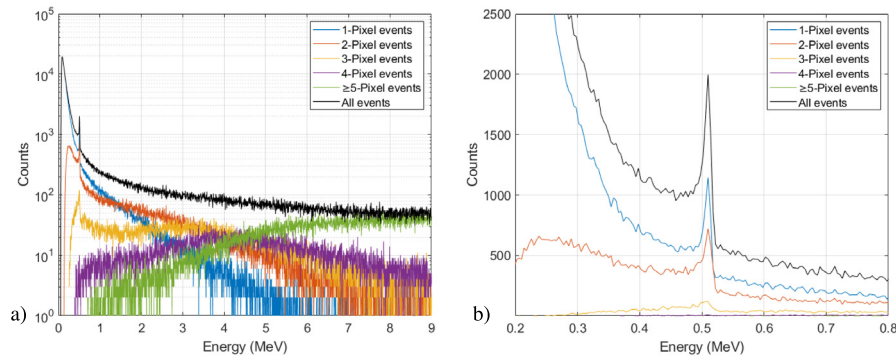 10^5
10^4
10^3
10^2
10^1
10^0
Counts
0 1 2 3 4 5 6 7 8 9
Energy (MeV)
1-Pixel events
2-Pixel events
3-Pixel events
4-Pixel events
≥5-Pixel events
All events
a)
2500
2000
1500
1000
500
Counts
0.2 0.3 0.4 0.5 0.6 0.7 0.8
Energy (MeV)
1-Pixel events
2-Pixel events
3-Pixel events
4-Pixel events
≥5-Pixel events
All events
b)